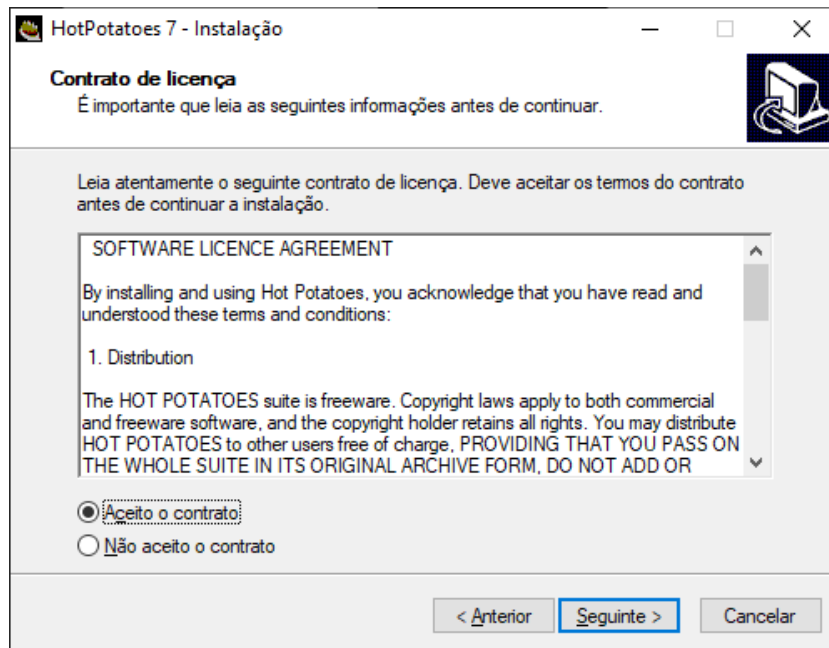 HotPotatoes 7 - Instalação
Contrato de licença
É importante que leia as seguintes informações antes de continuar.
Leia atentamente o seguinte contrato de licença. Deve aceitar os termos do contrato
antes de continuar a instalação.
SOFTWARE LICENCE AGREEMENT
By installing and using Hot Potatoes, you acknowledge that you have read and
understood these terms and conditions:
1. Distribution
The HOT POTATOES suite is freeware. Copyright laws apply to both commercial
and freeware software, and the copyright holder retains all rights. You may distribute
HOT POTATOES to other users free of charge, PROVIDING THAT YOU PASS ON
THE WHOLE SUITE IN ITS ORIGINAL ARCHIVE FORM, DO NOT ADD OR
Aceito o contrato
Não aceito o contrato
< Anterior Seguinte > Cancelar